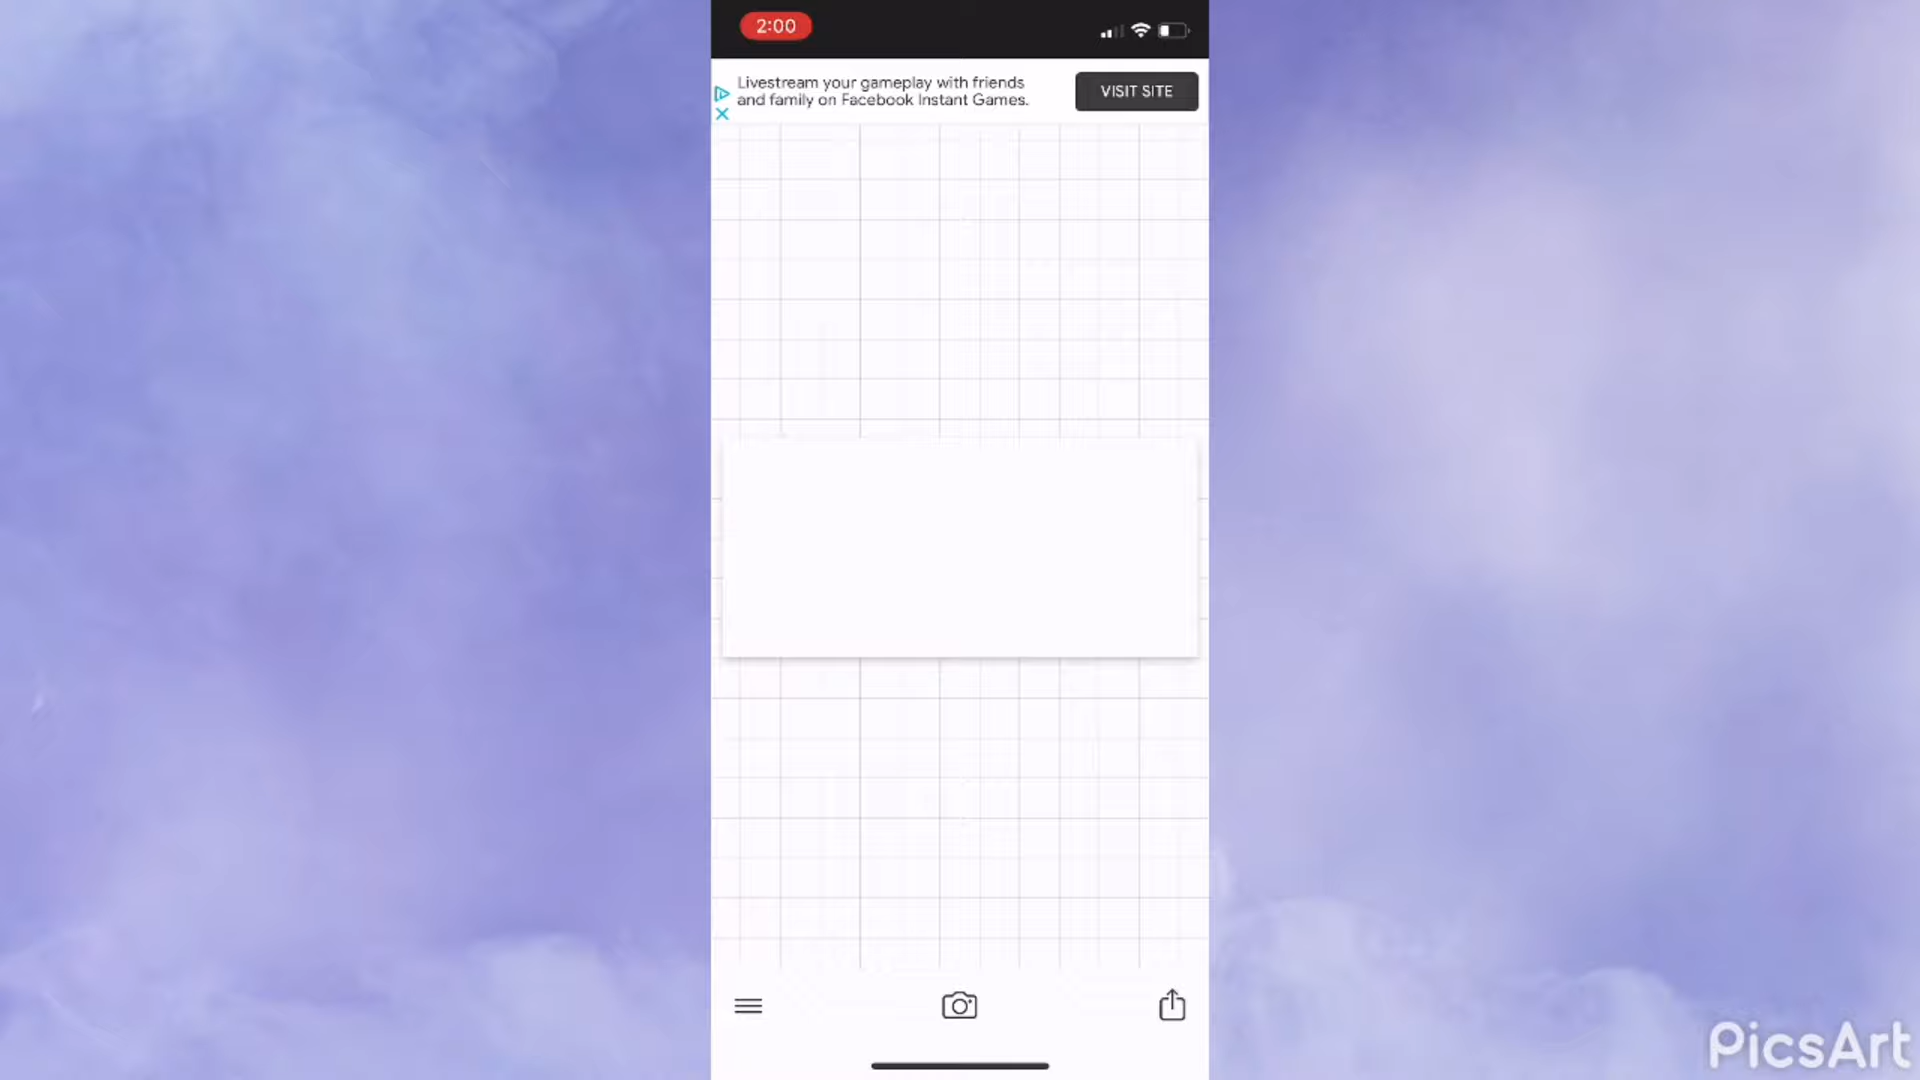 2:00
Livestream your gameplay with friends
and family on Facebook Instant Games.
VISIT SITE
PicsArt